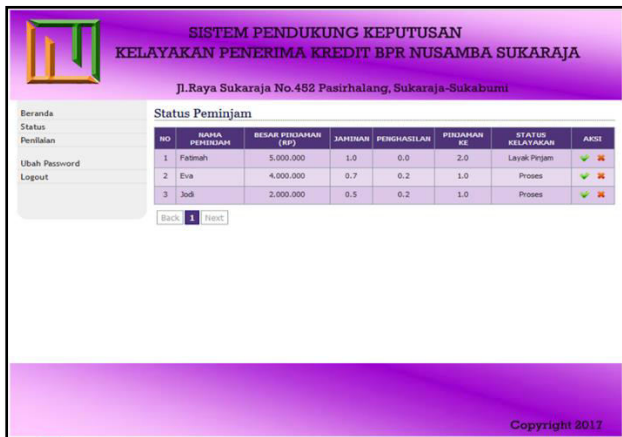 SISTEM PENDUKUNG KEPUTUSAN
KELAYAKAN PENERIMA KREDIT BPR NUSAMBA SUKARAJA
Jl.Raya Sukaraja No.452 Pasirhalang, Sukaraja-Sukabumi
Beranda
Status
Penilaian
Ubah Password
Logout
Status Peminjam
NO NAMA PEMINJAM BESAR PINJAMAN (RP) JAMINAN PENGHASILAN PINJAMAN KE STATUS KELAYAKAN AKSI
1 Fatimah 5.000.000 1.0 0.0 2.0 Layak Pinjam
2 Eva 4.000.000 0.7 0.2 1.0 Proses
3 Jodi 2.000.000 0.5 0.2 1.0 Proses
Back 1 Next
Copyright 2017